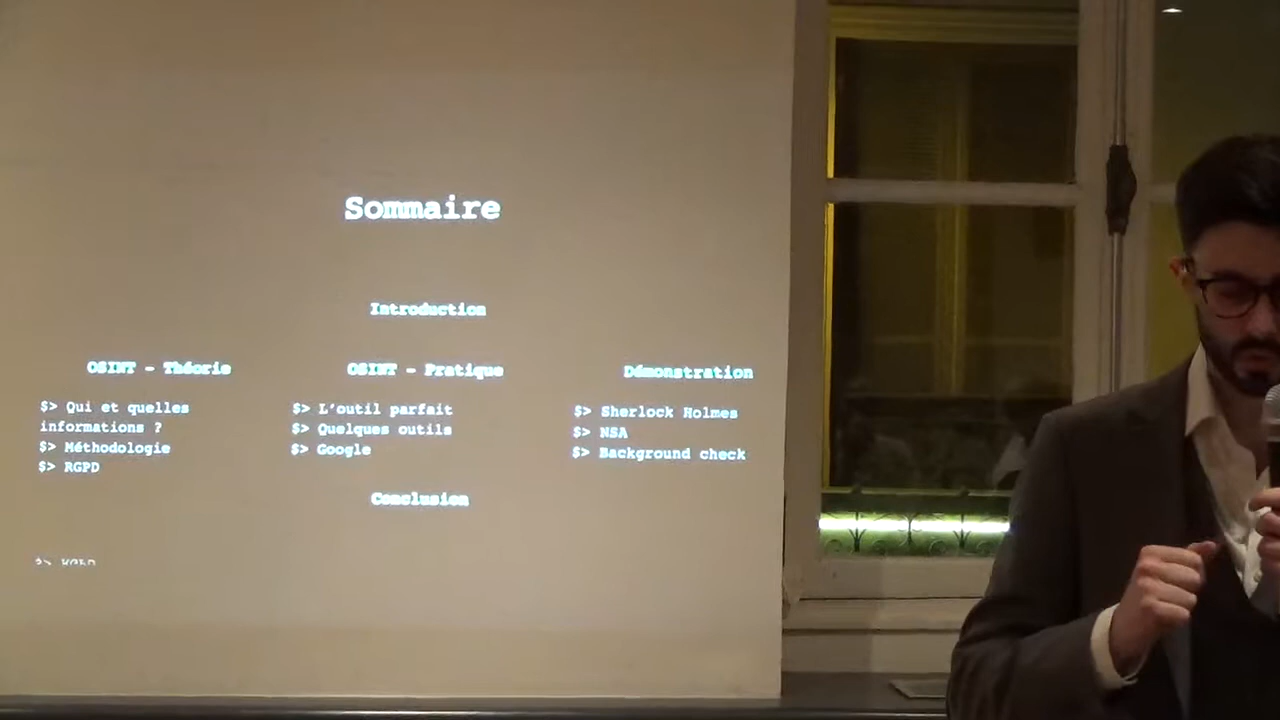 Sommaire
Introduction
OSINT - Théorie
$> Qui et quelles
informations ?
$> Méthodologie
$> RGPD
OSINT - Pratique
$> L'outil parfait
$> Quelques outils
$> Google
Démonstration
$> Sherlock Holmes
$> NSA
$> Background check
Conclusion